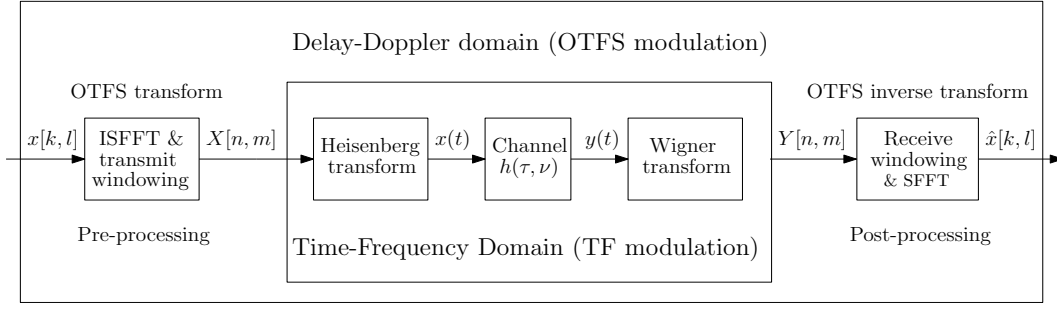 Delay-Doppler domain (OTFS modulation)
OTFS transform
OTFS inverse transform
x[k, l]
ISFFT &
transmit
windowing
X[n, m]
Heisenberg
transform
x(t)
Channel
h(τ, ν)
y(t)
Wigner
transform
Y[n, m]
Receive
windowing
& SFFT
x̂[k, l]
Pre-processing
Time-Frequency Domain (TF modulation)
Post-processing